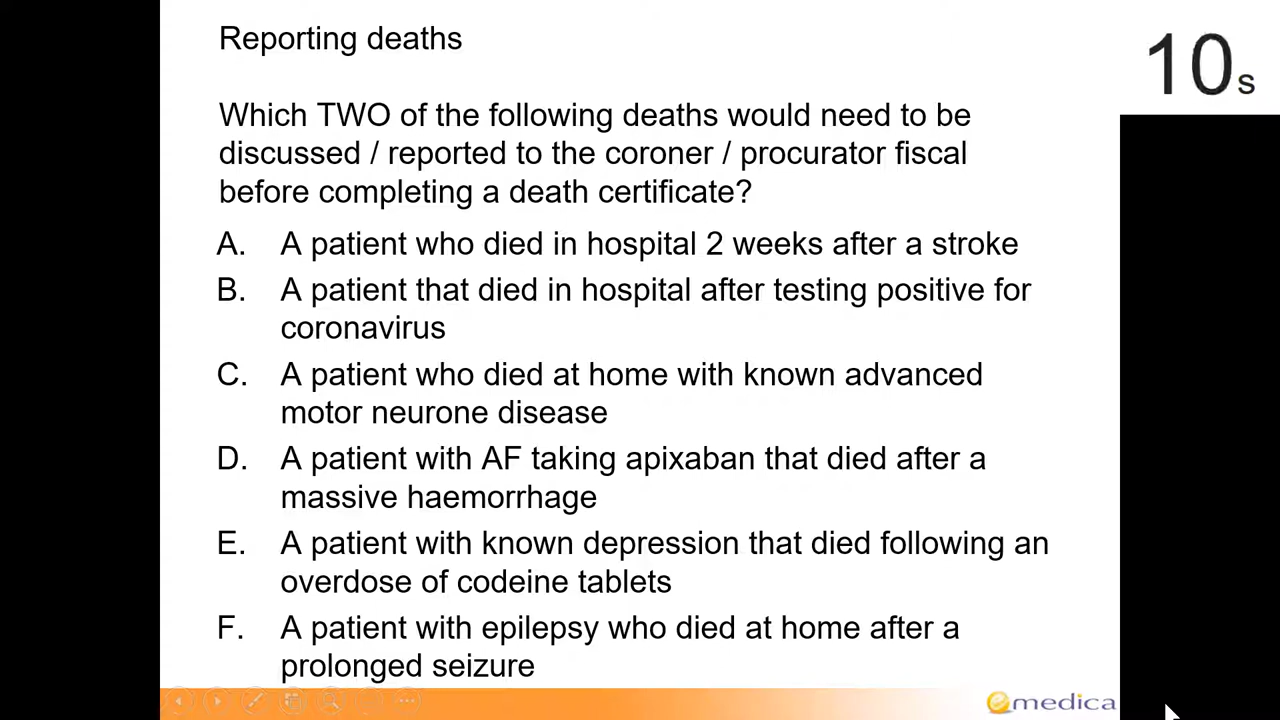 Reporting deaths
10s
Which TWO of the following deaths would need to be
discussed / reported to the coroner / procurator fiscal
before completing a death certificate?
A. A patient who died in hospital 2 weeks after a stroke
B. A patient that died in hospital after testing positive for
coronavirus
C. A patient who died at home with known advanced
motor neurone disease
D. A patient with AF taking apixaban that died after a
massive haemorrhage
E. A patient with known depression that died following an
overdose of codeine tablets
F. A patient with epilepsy who died at home after a
prolonged seizure
emedica